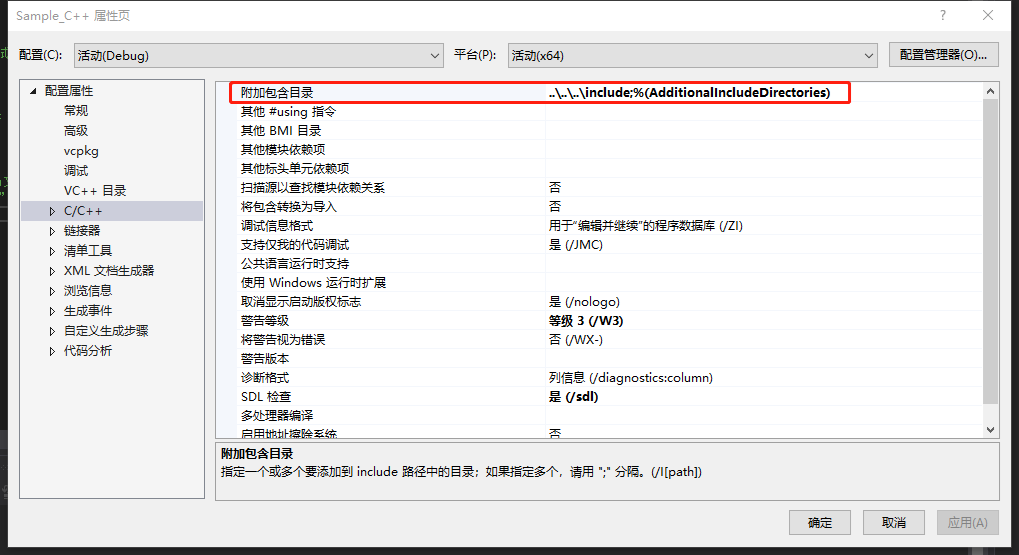 Sample_C++ 属性页
配置(C):
活动(Debug)
平台(P):
活动(x64)
配置管理器(O)...
配置属性
常规
高级
vcpkg
调试
VC++ 目录
C/C++
链接器
清单工具
XML 文档生成器
浏览信息
生成事件
自定义生成步骤
代码分析
附加包含目录 ..\..\..\include;%(AdditionalIncludeDirectories)
其他 #using 指令
其他 BMI 目录
其他模块依赖项
其他标头单元依赖项
扫描源以查找模块依赖关系 否
将包含转换为导入 否
调试信息格式 用于“编辑并继续”的程序数据库 (/ZI)
支持仅我的代码调试 是 (/JMC)
公共语言运行时支持
使用 Windows 运行时扩展
取消显示启动版权标志 是 (/nologo)
警告等级 等级 3 (/W3)
将警告视为错误 否 (/WX-)
警告版本
诊断格式 列信息 (/diagnostics:column)
SDL 检查 是 (/sdl)
多处理器编译
启用地址擦除系统 否
附加包含目录
指定一个或多个要添加到 include 路径中的目录；如果指定多个，请用 ";" 分隔。(/I[path])
确定
取消
应用(A)